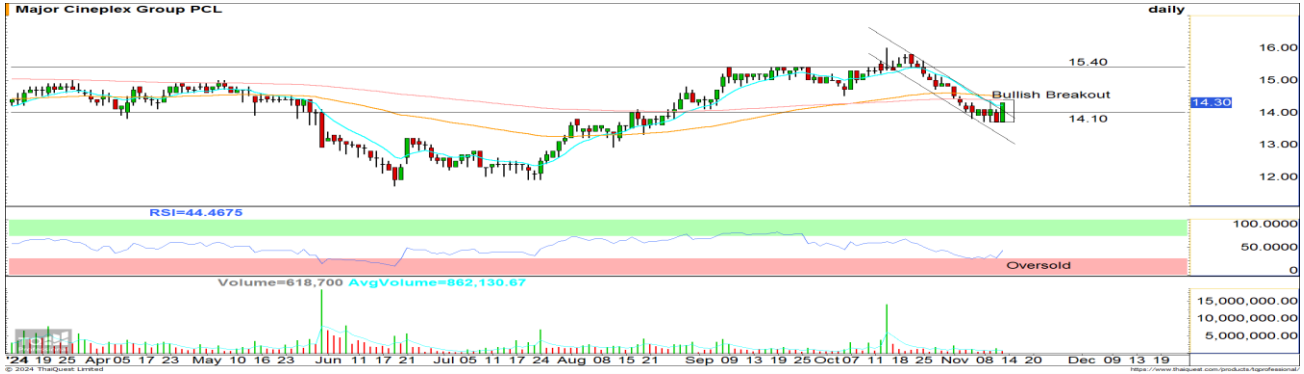 Major Cineplex Group PCL daily
16.00
15.40
15.00
Bullish Breakout
14.30
14.00
14.10
13.00
12.00
RSI=44.4675
100.0000
50.0000
Oversold
0
Volume=618,700 AvgVolume=862,130.67
15,000,000.00
10,000,000.00
5,000,000.00
'24 19 25 Apr 05 17 23 May 10 16 23 Jun 11 17 21 Jul 05 11 17 24 Aug 08 15 21 Sep 09 13 19 25 Oct 07 11 18 25 Nov 08 14 20 Dec 09 13 19
© 2024 ThaiQuest Limited https://www.thaiquest.com/products/toprofessional/